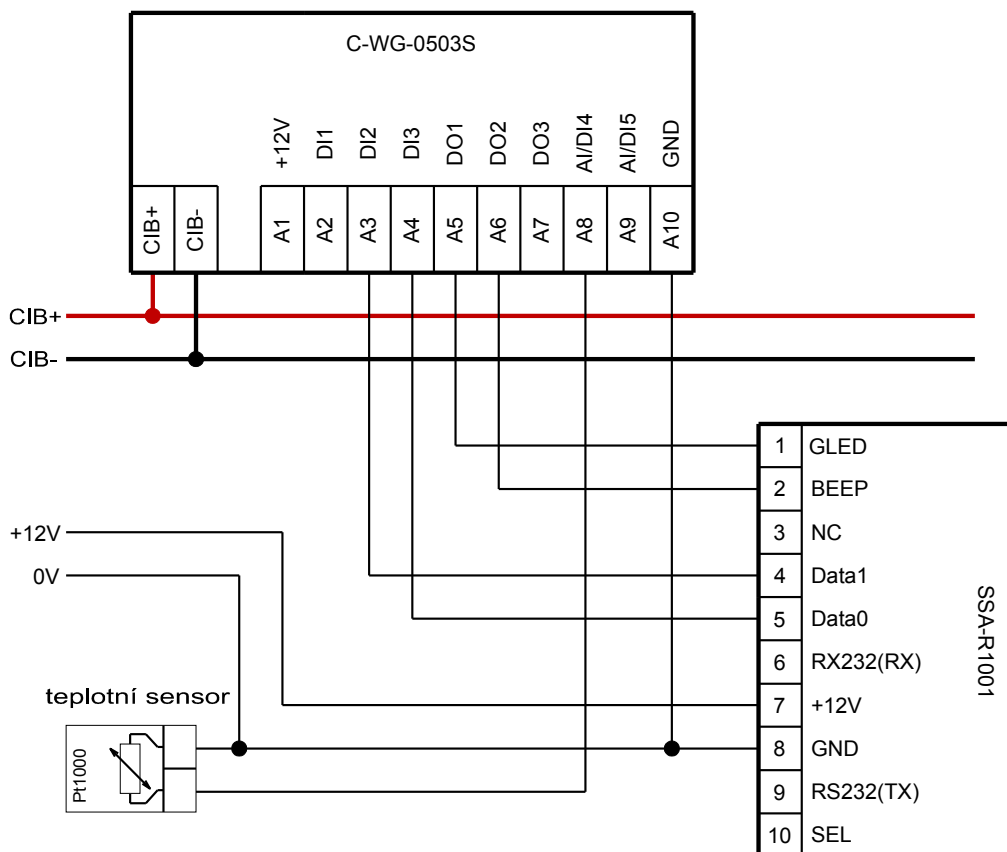 C-WG-0503S
+12V
DI1
DI2
DI3
DO1
DO2
DO3
AI/DI4
AI/DI5
GND
CIB+
CIB-
A1
A2
A3
A4
A5
A6
A7
A8
A9
A10
CIB+
CIB-
+12V
0V
teplotní sensor
Pt1000
1 GLED
2 BEEP
3 NC
4 Data1
5 Data0
6 RX232(RX)
7 +12V
8 GND
9 RS232(TX)
10 SEL
SSA-R1001